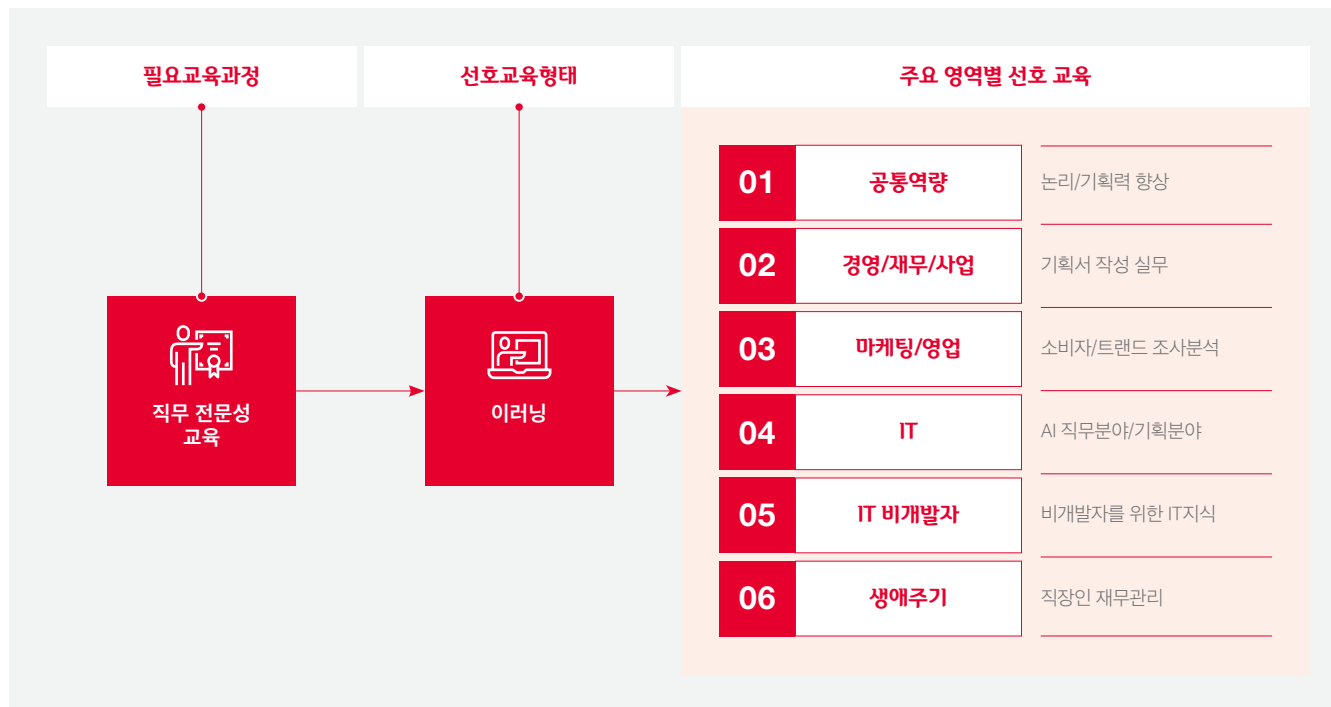 필요교육과정
선호교육형태
주요 영역별 선호 교육
직무 전문성
교육
이러닝
01
공통역량
논리/기획력 향상
02
경영/재무/사업
기획서 작성 실무
03
마케팅/영업
소비자/트랜드 조사분석
04
IT
AI 직무분야/기획분야
05
IT 비개발자
비개발자를 위한 IT지식
06
생애주기
직장인 재무관리